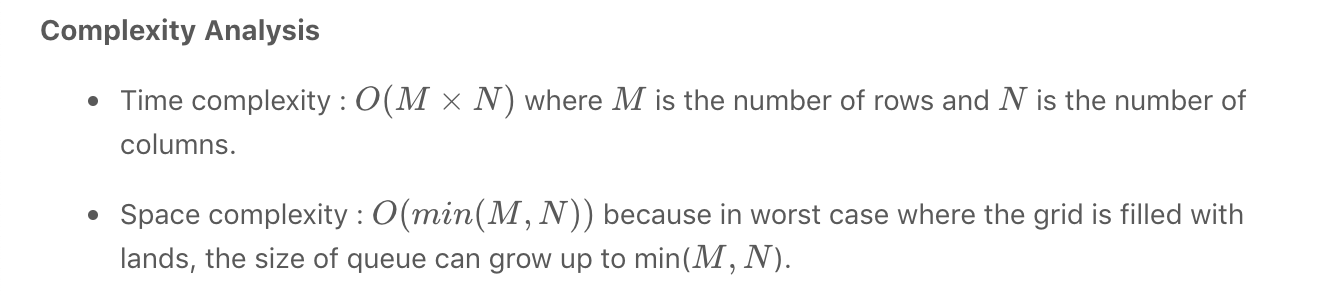 Complexity Analysis
• Time complexity : O(M × N) where M is the number of rows and N is the number of
columns.
• Space complexity : O(min(M, N)) because in worst case where the grid is filled with
lands, the size of queue can grow up to min(M, N).